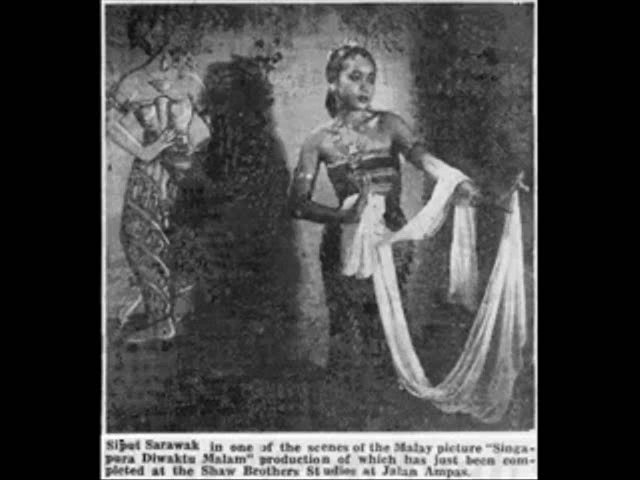 Siput Sarawak in one of the scenes of the Malay picture "Singa-
pura Diwaktu Malam" production of which has just been com-
pleted at the Shaw Brothers Studies at Jalan Ampas.